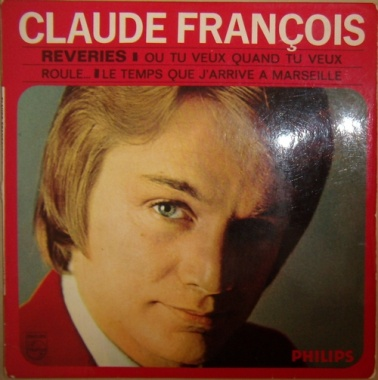 CLAUDE FRANÇOIS
REVERIES ▮ OU TU VEUX QUAND TU VEUX
ROULE... ▮ LE TEMPS QUE J'ARRIVE A MARSEILLE
PHILIPS